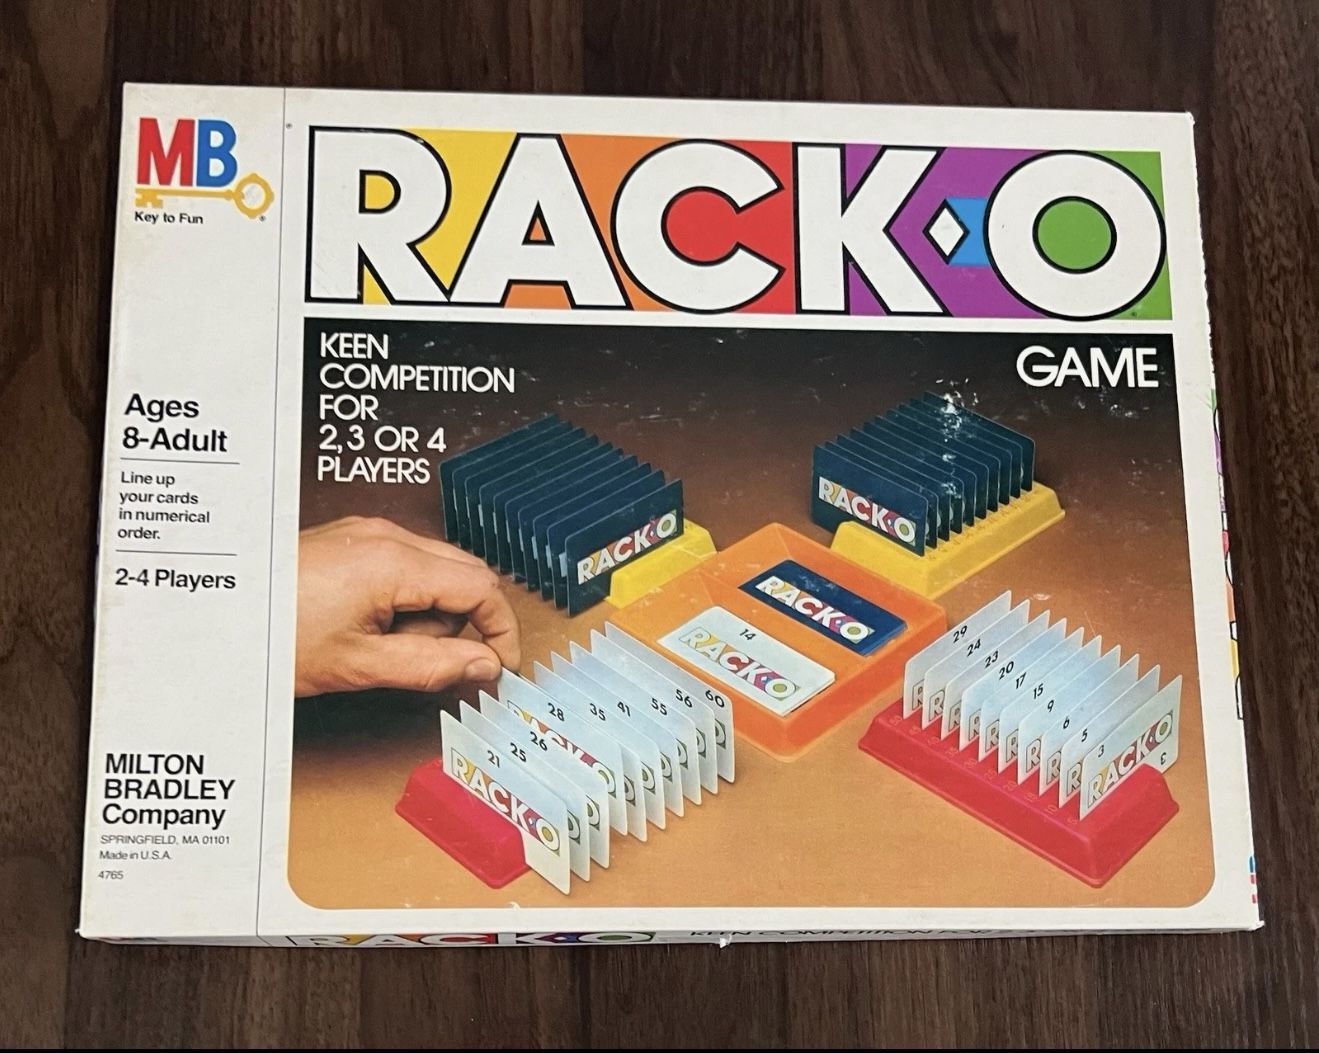 MB
Key to Fun
Ages
8-Adult
Line up
your cards
in numerical
order.
2-4 Players
MILTON
BRADLEY
Company
SPRINGFIELD, MA 01101
Made in U.S.A.
4765
RACK·O
KEEN
COMPETITION
FOR
2, 3 OR 4
PLAYERS
GAME
RACK·O
RACK·O
RACK·O
14
RACK·O
60
56
55
41
35
28
26
25
21
RACK·O
29
24
23
20
17
15
9
6
5
3
RACK·O
3
RACK·O